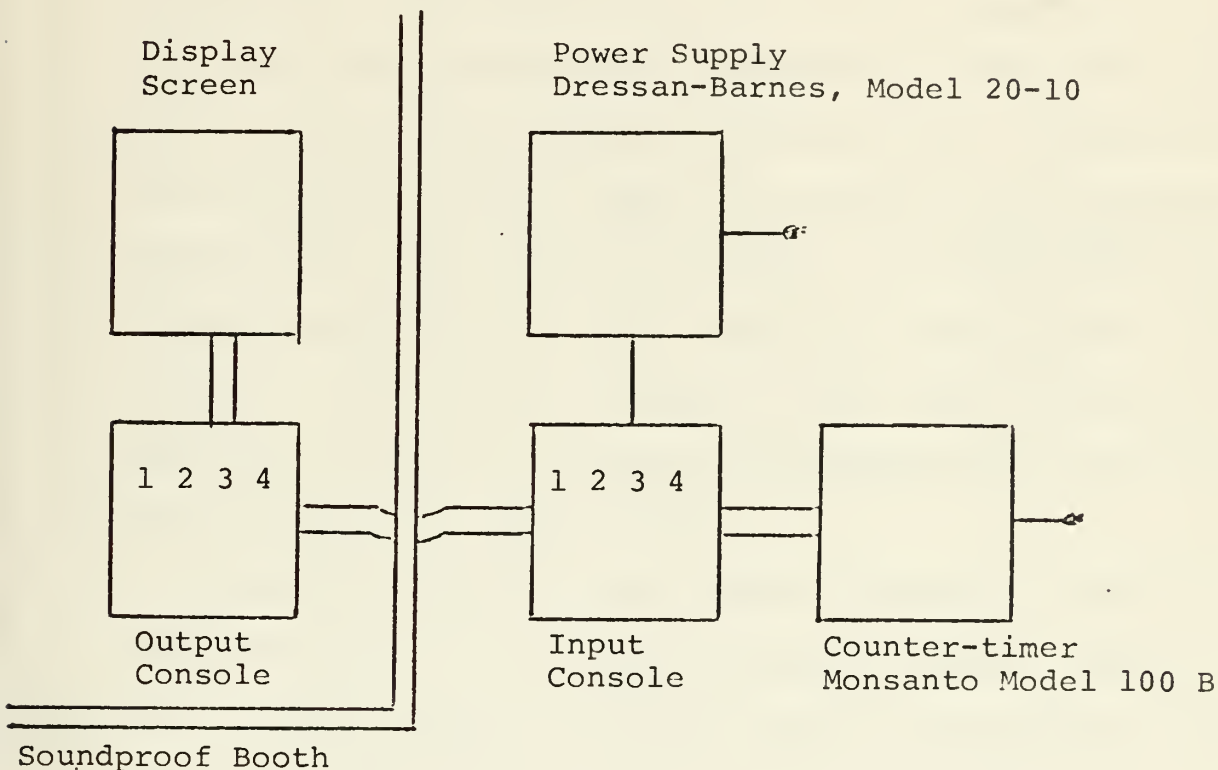 Display
Screen
Power Supply
Dressan-Barnes, Model 20-10
1 2 3 4
1 2 3 4
Output
Console
Input
Console
Counter-timer
Monsanto Model 100 B
Soundproof Booth